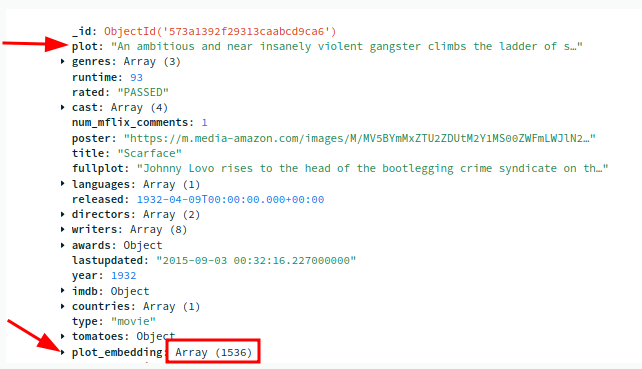 _id: ObjectId('573a1392f29313caabcd9ca6')
plot: "An ambitious and near insanely violent gangster climbs the ladder of s…"
genres: Array (3)
runtime: 93
rated: "PASSED"
cast: Array (4)
num_mflix_comments: 1
poster: "https://m.media-amazon.com/images/M/MV5BYmMxZTU2ZDUtM2Y1MS00ZWFmLWJlN2…"
title: "Scarface"
fullplot: "Johnny Lovo rises to the head of the bootlegging crime syndicate on th…"
languages: Array (1)
released: 1932-04-09T00:00:00.000+00:00
directors: Array (2)
writers: Array (8)
awards: Object
lastupdated: "2015-09-03 00:32:16.227000000"
year: 1932
imdb: Object
countries: Array (1)
type: "movie"
tomatoes: Object
plot_embedding: Array (1536)